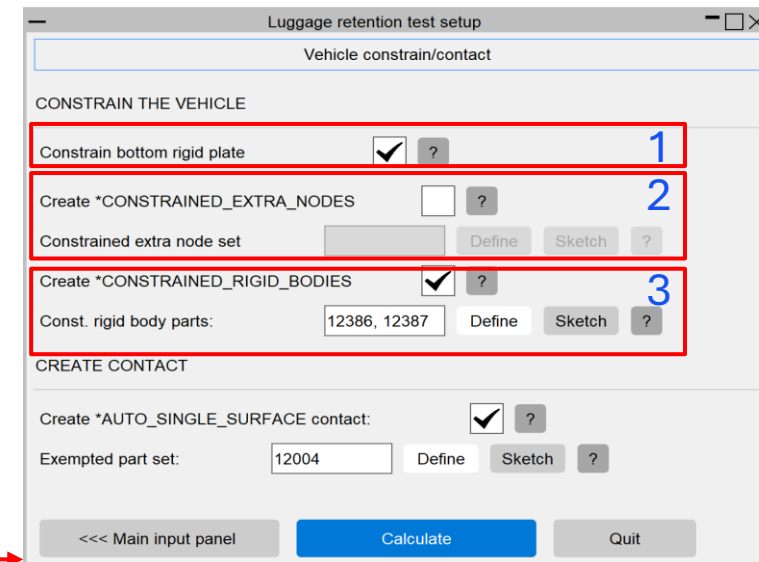 Luggage retention test setup
Vehicle constrain/contact
CONSTRAIN THE VEHICLE
Constrain bottom rigid plate ? 1
Create *CONSTRAINED_EXTRA_NODES ? 2
Constrained extra node set Define Sketch ?
Create *CONSTRAINED_RIGID_BODIES ? 3
Const. rigid body parts: 12386, 12387 Define Sketch ?
CREATE CONTACT
Create *AUTO_SINGLE_SURFACE contact: ?
Exempted part set: 12004 Define Sketch ?
<<< Main input panel Calculate Quit